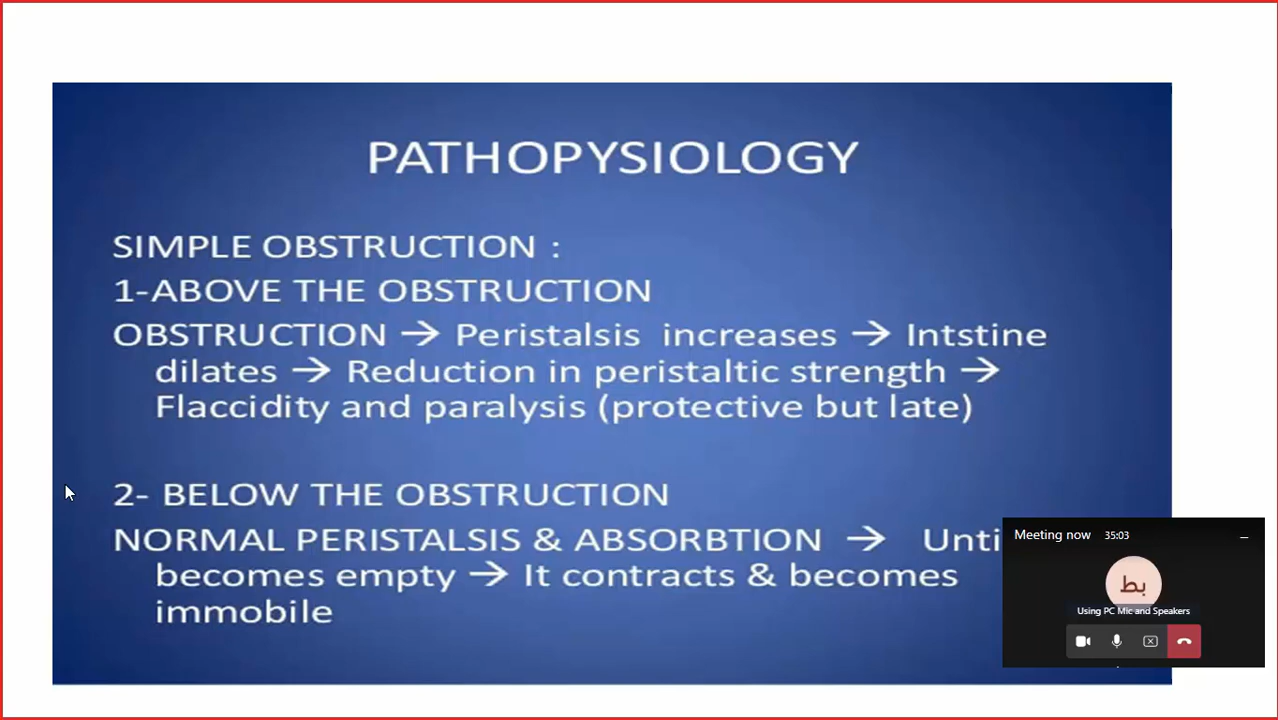 PATHOPYSIOLOGY
SIMPLE OBSTRUCTION :
1-ABOVE THE OBSTRUCTION
OBSTRUCTION → Peristalsis increases → Intstine
dilates → Reduction in peristaltic strength →
Flaccidity and paralysis (protective but late)
2- BELOW THE OBSTRUCTION
NORMAL PERISTALSIS & ABSORBTION →
becomes empty → It contracts & becomes
immobile
Meeting now 35:03
بط
Using PC Mic and Speakers